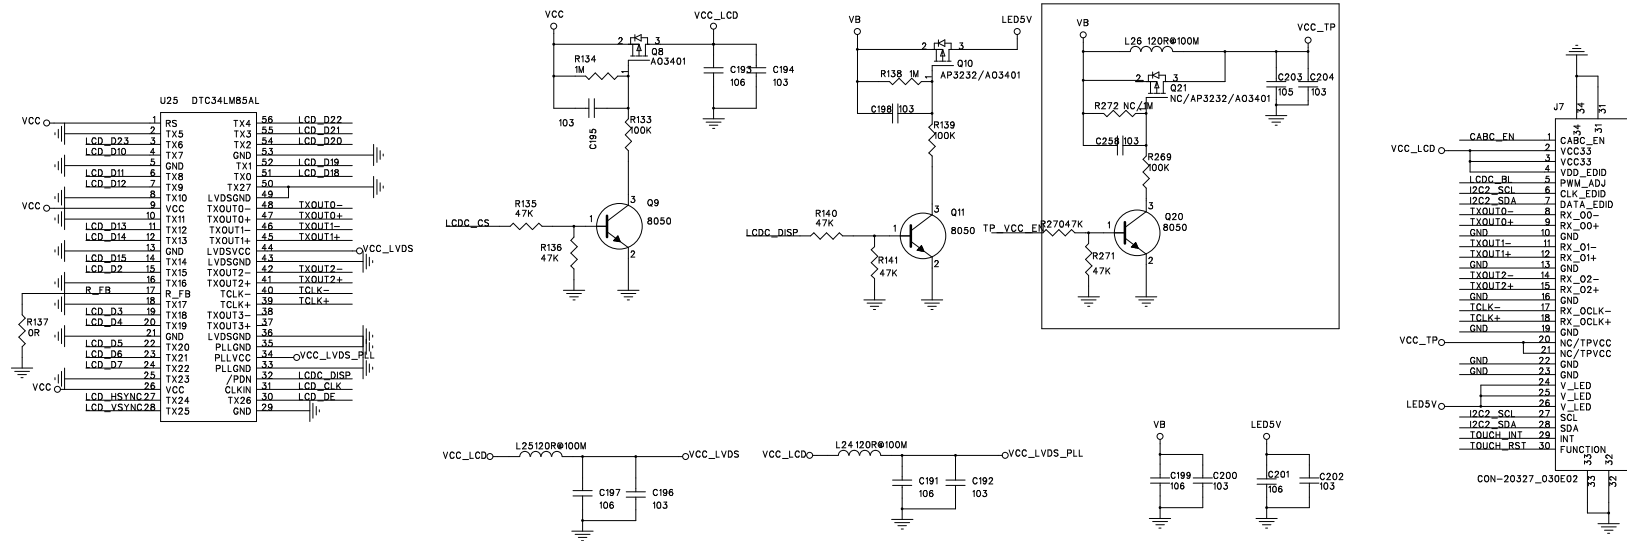 U25 DTC34LM85AL
VCC 1 RS TX4 56 LCD_D22
2 TX5 TX3 55 LCD_D21
LCD_D23 3 TX6 TX2 54 LCD_D20
LCD_D10 4 TX7 GND 53
5 GND TX1 52 LCD_D19
LCD_D11 6 TX8 TX0 51 LCD_D18
LCD_D12 7 TX9 TX27 50
8 TX10 LVDSGND 49
VCC 9 VCC TXOUT0- 48 TXOUT0-
10 TX11 TXOUT0+ 47 TXOUT0+
LCD_D13 11 TX12 TXOUT1- 46 TXOUT1-
LCD_D14 12 TX13 TXOUT1+ 45 TXOUT1+
13 GND LVDSVCC 44 VCC_LVDS
LCD_D15 14 TX14 LVDSGND 43
LCD_D2 15 TX15 TXOUT2- 42 TXOUT2-
16 TX16 TXOUT2+ 41 TXOUT2+
R_FB 17 R_FB TCLK- 40 TCLK-
18 TX17 TCLK+ 39 TCLK+
LCD_D3 19 TX18 TXOUT3- 38
LCD_D4 20 TX19 TXOUT3+ 37
21 GND LVDSGND 36
LCD_D5 22 TX20 PLLGND 35
LCD_D6 23 TX21 PLLVCC 34 VCC_LVDS_PLL
LCD_D7 24 TX22 PLLGND 33
25 TX23 /PDN 32 LCDC_DISP
VCC 26 VCC CLKIN 31 LCD_CLK
LCD_HSYNC 27 TX24 TX26 30 LCD_DE
LCD_VSYNC 28 TX25 GND 29
R137
0R
VCC VCC_LCD
2 3
Q8
AO3401
1
R134
1M
103
C195
C193
106
C194
103
R133
100K
LCDC_CS
R135
47K
R136
47K
1 3 2
Q9
8050
VB LED5V
2 3
Q10
AP3232/AO3401
1
R138 1M
C198 103
R139
100K
LCDC_DISP
R140
47K
R141
47K
1 3 2
Q11
8050
VB
L26 120R@100M
VCC_TP
2 3
Q21
NC/AP3232/AO3401
1
R272 NC/1M
C258 103
C203
105
C204
103
R269
100K
TP_VCC_EN
R270 47K
R271
47K
1 3 2
Q20
8050
VCC_LCD L25 120R@100M VCC_LVDS
C197
106
C196
103
VCC_LCD L24 120R@100M VCC_LVDS_PLL
C191
106
C192
103
VB
C199
106
C200
103
LED5V
C201
106
C202
103
J7
34 31
34 31
CABC_EN 1 CABC_EN
VCC_LCD 2 VCC33
3 VCC33
4 VDD_EDID
LCDC_BL 5 PWM_ADJ
I2C2_SCL 6 CLK_EDID
I2C2_SDA 7 DATA_EDID
TXOUT0- 8 RX_O0-
TXOUT0+ 9 RX_O0+
GND 10 GND
TXOUT1- 11 RX_O1-
TXOUT1+ 12 RX_O1+
GND 13 GND
TXOUT2- 14 RX_O2-
TXOUT2+ 15 RX_O2+
GND 16 GND
TCLK- 17 RX_OCLK-
TCLK+ 18 RX_OCLK+
GND 19 GND
VCC_TP 20 NC/TPVCC
21 NC/TPVCC
GND 22 GND
GND 23 GND
24 V_LED
25 V_LED
LED5V 26 V_LED
I2C2_SCL 27 SCL
I2C2_SDA 28 SDA
TOUCH_INT 29 INT
TOUCH_RST 30 FUNCTION
33 32
CON-20327_030E02
33 32